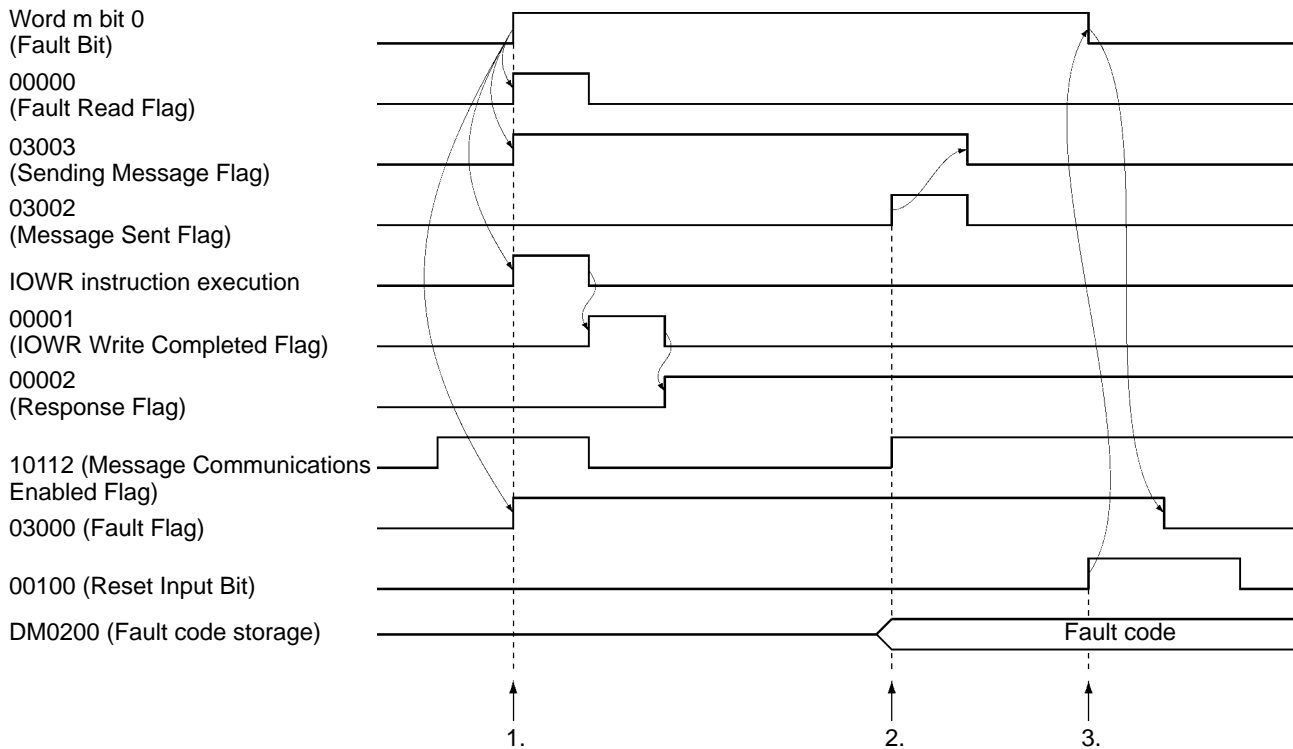 Word m bit 0
(Fault Bit)
00000
(Fault Read Flag)
03003
(Sending Message Flag)
03002
(Message Sent Flag)
IOWR instruction execution
00001
(IOWR Write Completed Flag)
00002
(Response Flag)
10112 (Message Communications
Enabled Flag)
03000 (Fault Flag)
00100 (Reset Input Bit)
DM0200 (Fault code storage)
Fault code
1.
2.
3.